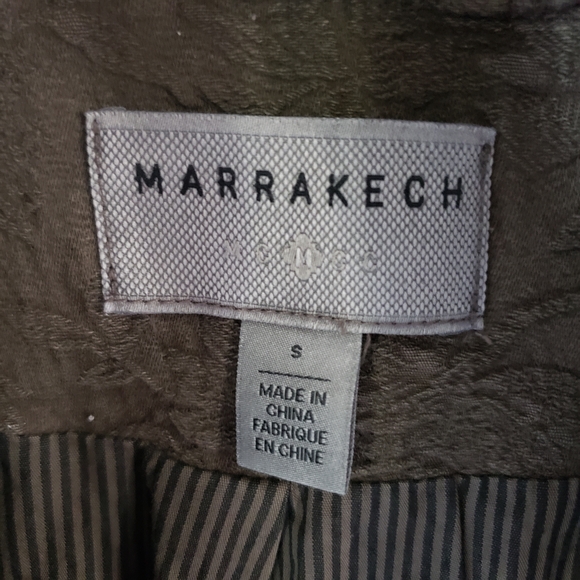 MARRAKECH
S
MADE IN
CHINA
FABRIQUE
EN CHINE